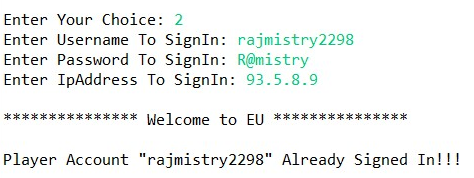 Enter Your Choice: 2
Enter Username To SignIn: rajmistry2298
Enter Password To SignIn: R@mistry
Enter IpAddress To SignIn: 93.5.8.9
*************** Welcome to EU ***************
Player Account "rajmistry2298" Already Signed In!!!